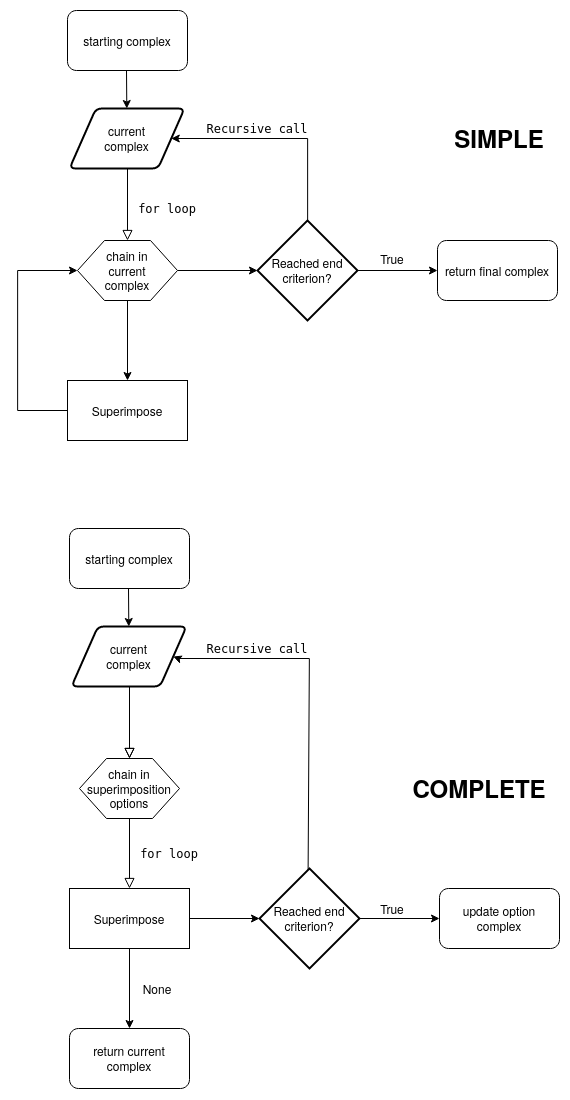 starting complex
current
complex
Recursive call
SIMPLE
for loop
chain in
current
complex
Reached end
criterion?
True
return final complex
Superimpose
starting complex
current
complex
Recursive call
chain in
superimposition
options
COMPLETE
for loop
Superimpose
Reached end
criterion?
True
update option
complex
None
return current
complex